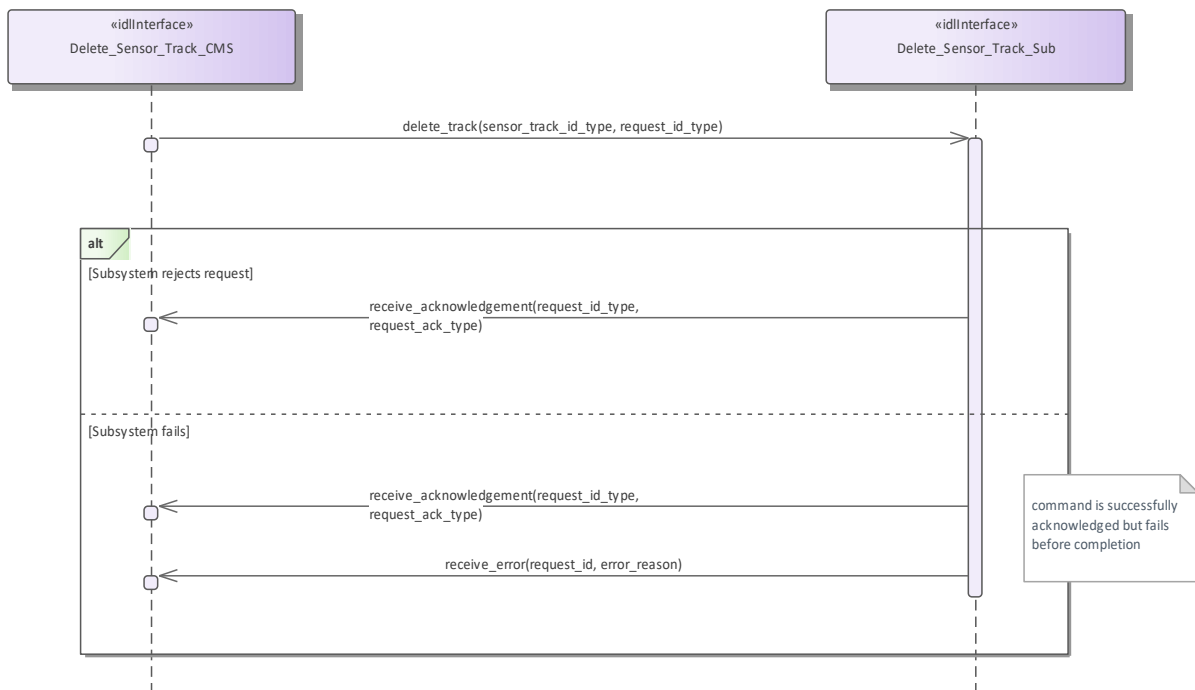 «idlInterface»
Delete_Sensor_Track_CMS
«idlInterface»
Delete_Sensor_Track_Sub
delete_track(sensor_track_id_type, request_id_type)
alt
[Subsystem rejects request]
receive_acknowledgement(request_id_type,
request_ack_type)
[Subsystem fails]
receive_acknowledgement(request_id_type,
request_ack_type)
command is successfully
acknowledged but fails
before completion
receive_error(request_id, error_reason)